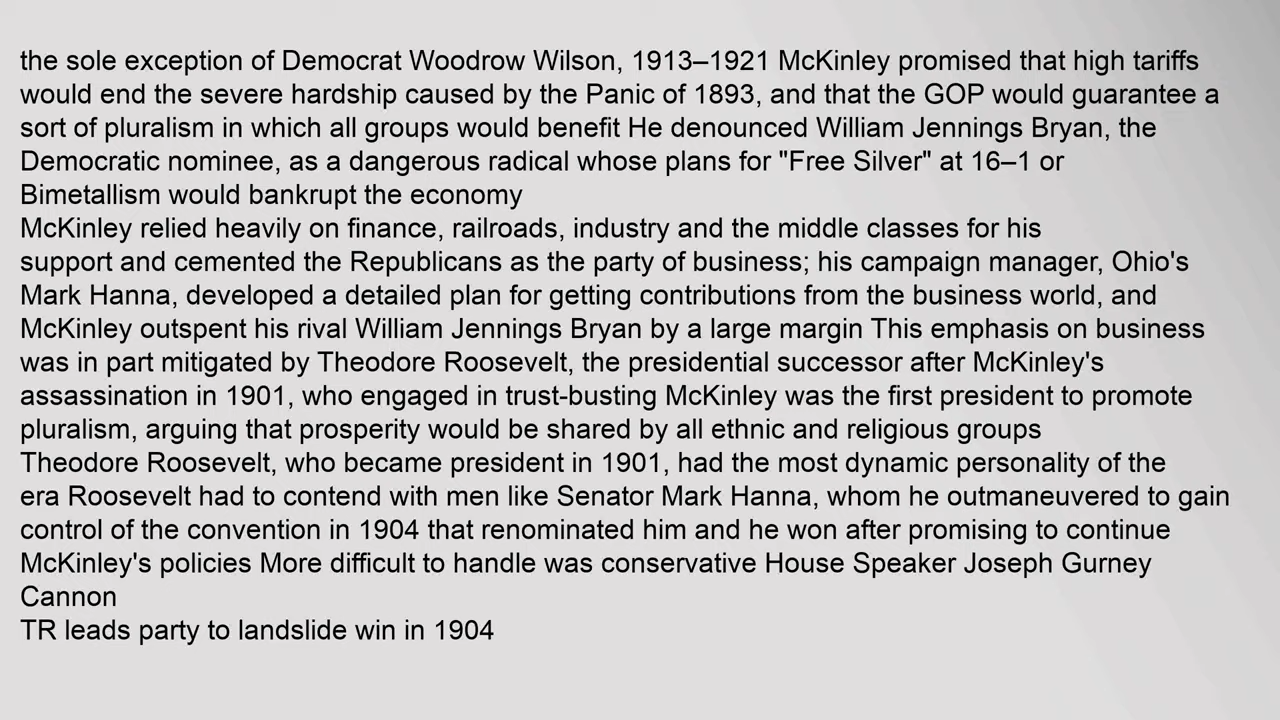 the sole exception of Democrat Woodrow Wilson, 1913–1921 McKinley promised that high tariffs
would end the severe hardship caused by the Panic of 1893, and that the GOP would guarantee a
sort of pluralism in which all groups would benefit He denounced William Jennings Bryan, the
Democratic nominee, as a dangerous radical whose plans for "Free Silver" at 16–1 or
Bimetallism would bankrupt the economy
McKinley relied heavily on finance, railroads, industry and the middle classes for his
support and cemented the Republicans as the party of business; his campaign manager, Ohio's
Mark Hanna, developed a detailed plan for getting contributions from the business world, and
McKinley outspent his rival William Jennings Bryan by a large margin This emphasis on business
was in part mitigated by Theodore Roosevelt, the presidential successor after McKinley's
assassination in 1901, who engaged in trust-busting McKinley was the first president to promote
pluralism, arguing that prosperity would be shared by all ethnic and religious groups
Theodore Roosevelt, who became president in 1901, had the most dynamic personality of the
era Roosevelt had to contend with men like Senator Mark Hanna, whom he outmaneuvered to gain
control of the convention in 1904 that renominated him and he won after promising to continue
McKinley's policies More difficult to handle was conservative House Speaker Joseph Gurney
Cannon
TR leads party to landslide win in 1904